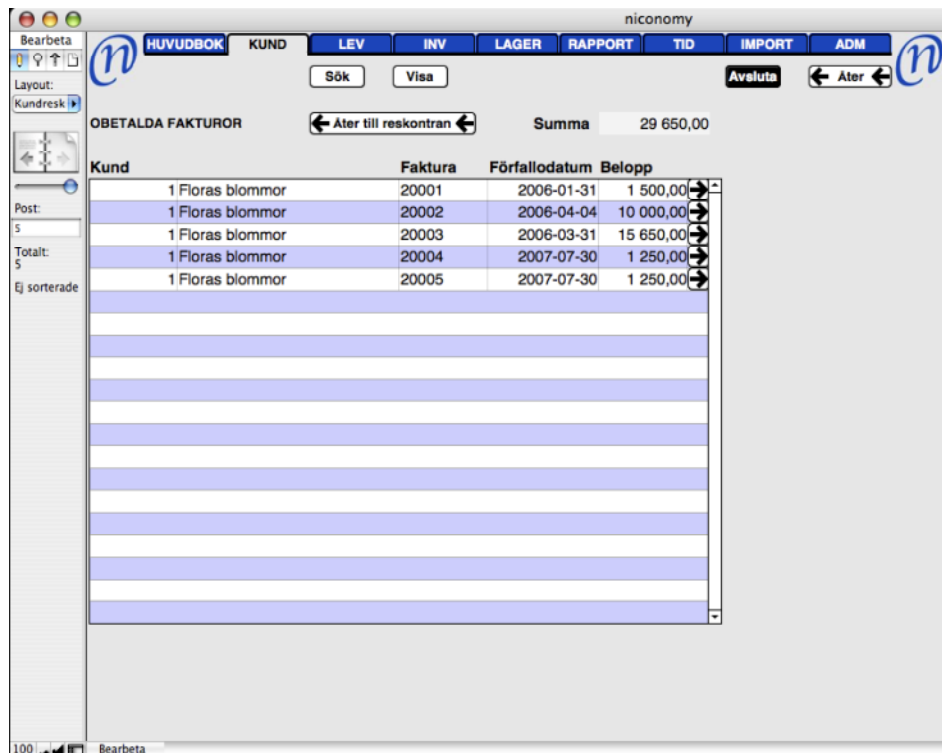 niconomy
Bearbeta
Layout:
Kundresk
Post:
5
Totalt:
5
Ej sorterade
n HUVUDBOK KUND LEV INV LAGER RAPPORT TID IMPORT ADM n
Sök Visa Avsluta Åter
OBETALDA FAKTUROR Åter till reskontran Summa 29 650,00
Kund Faktura Förfallodatum Belopp
1 Floras blommor 20001 2006-01-31 1 500,00
1 Floras blommor 20002 2006-04-04 10 000,00
1 Floras blommor 20003 2006-03-31 15 650,00
1 Floras blommor 20004 2007-07-30 1 250,00
1 Floras blommor 20005 2007-07-30 1 250,00
100 Bearbeta